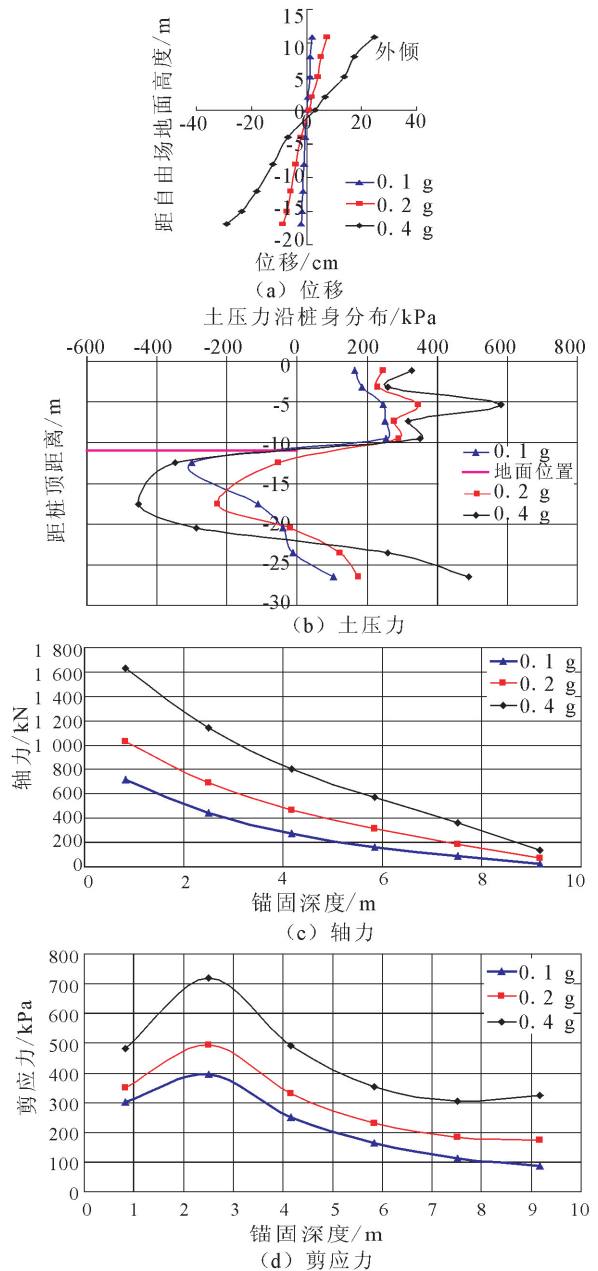 15
10
5
0
-5
-10
-15
-20
-40
-20
0
20
40
外倾
距自由场地面高度/m
0.1 g
0.2 g
0.4 g
位移/cm
(a) 位移
土压力沿桩身分布/kPa
-600 -400 -200 0 200 400 600 800
0
-5
-10
-15
-20
-25
-30
距桩顶距离/m
0.1 g
地面位置
0.2 g
0.4 g
(b) 土压力
1 800
1 600
1 400
1 200
1 000
800
600
400
200
0
轴力/kN
0.1 g
0.2 g
0.4 g
0 2 4 6 8 10
锚固深度/m
(c) 轴力
800
700
600
500
400
300
200
100
0
剪应力/kPa
0.1 g
0.2 g
0.4 g
0 1 2 3 4 5 6 7 8 9 10
锚固深度/m
(d) 剪应力